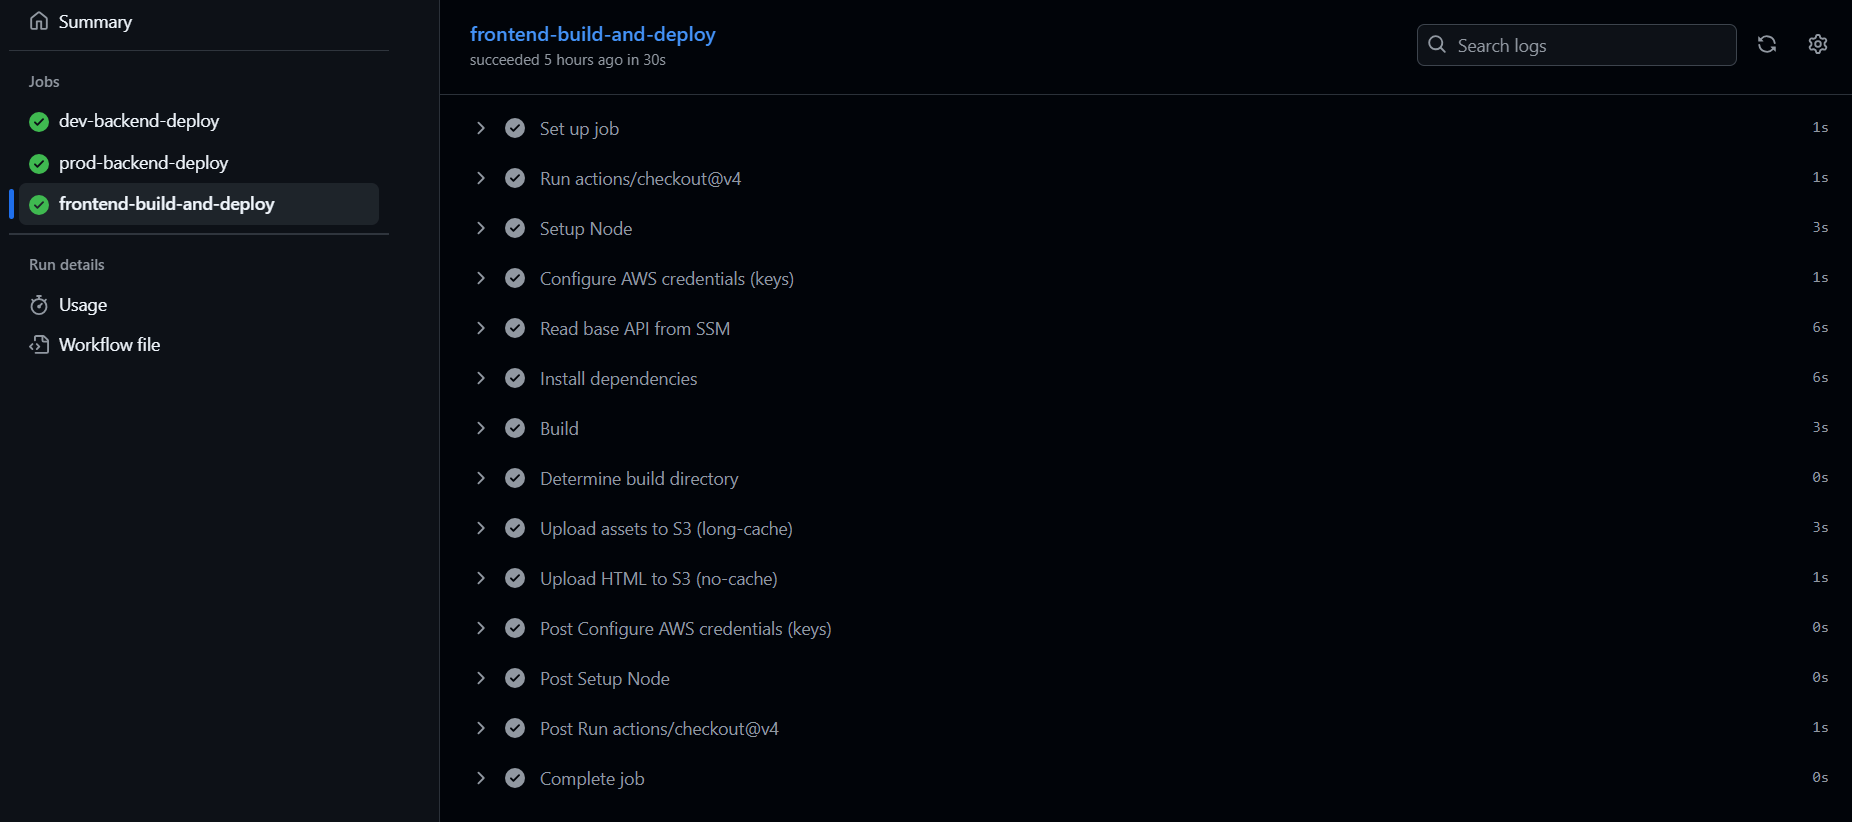 Summary
Jobs
dev-backend-deploy
prod-backend-deploy
frontend-build-and-deploy
Run details
Usage
Workflow file
frontend-build-and-deploy
succeeded 5 hours ago in 30s
Search logs
Set up job 1s
Run actions/checkout@v4 1s
Setup Node 3s
Configure AWS credentials (keys) 1s
Read base API from SSM 6s
Install dependencies 6s
Build 3s
Determine build directory 0s
Upload assets to S3 (long-cache) 3s
Upload HTML to S3 (no-cache) 1s
Post Configure AWS credentials (keys) 0s
Post Setup Node 0s
Post Run actions/checkout@v4 1s
Complete job 0s